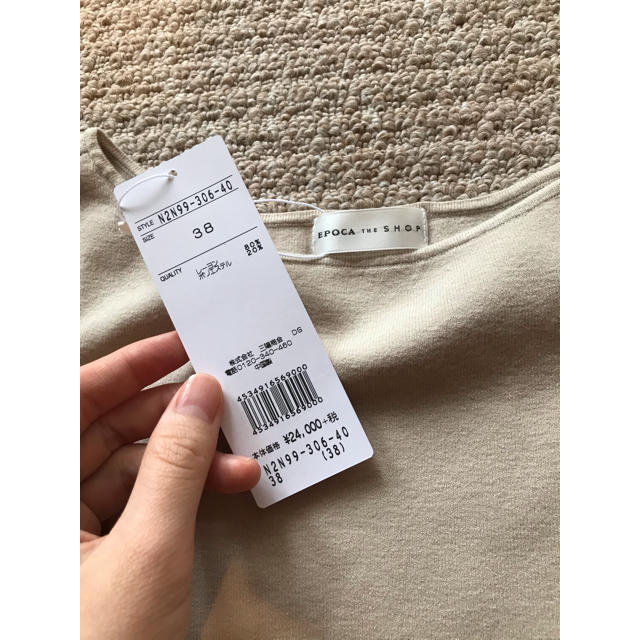 STYLE N2N99-306-40
SIZE 38
QUALITY レーヨン 80%
ポリエステル 20%
株式会社 三陽商会 DS
電話0120-340-460
中国製
4534916569000
4534916569000
本体価格 ¥24,000+税
N2N99-306-40
38 (38)
EPOCA THE SHOP